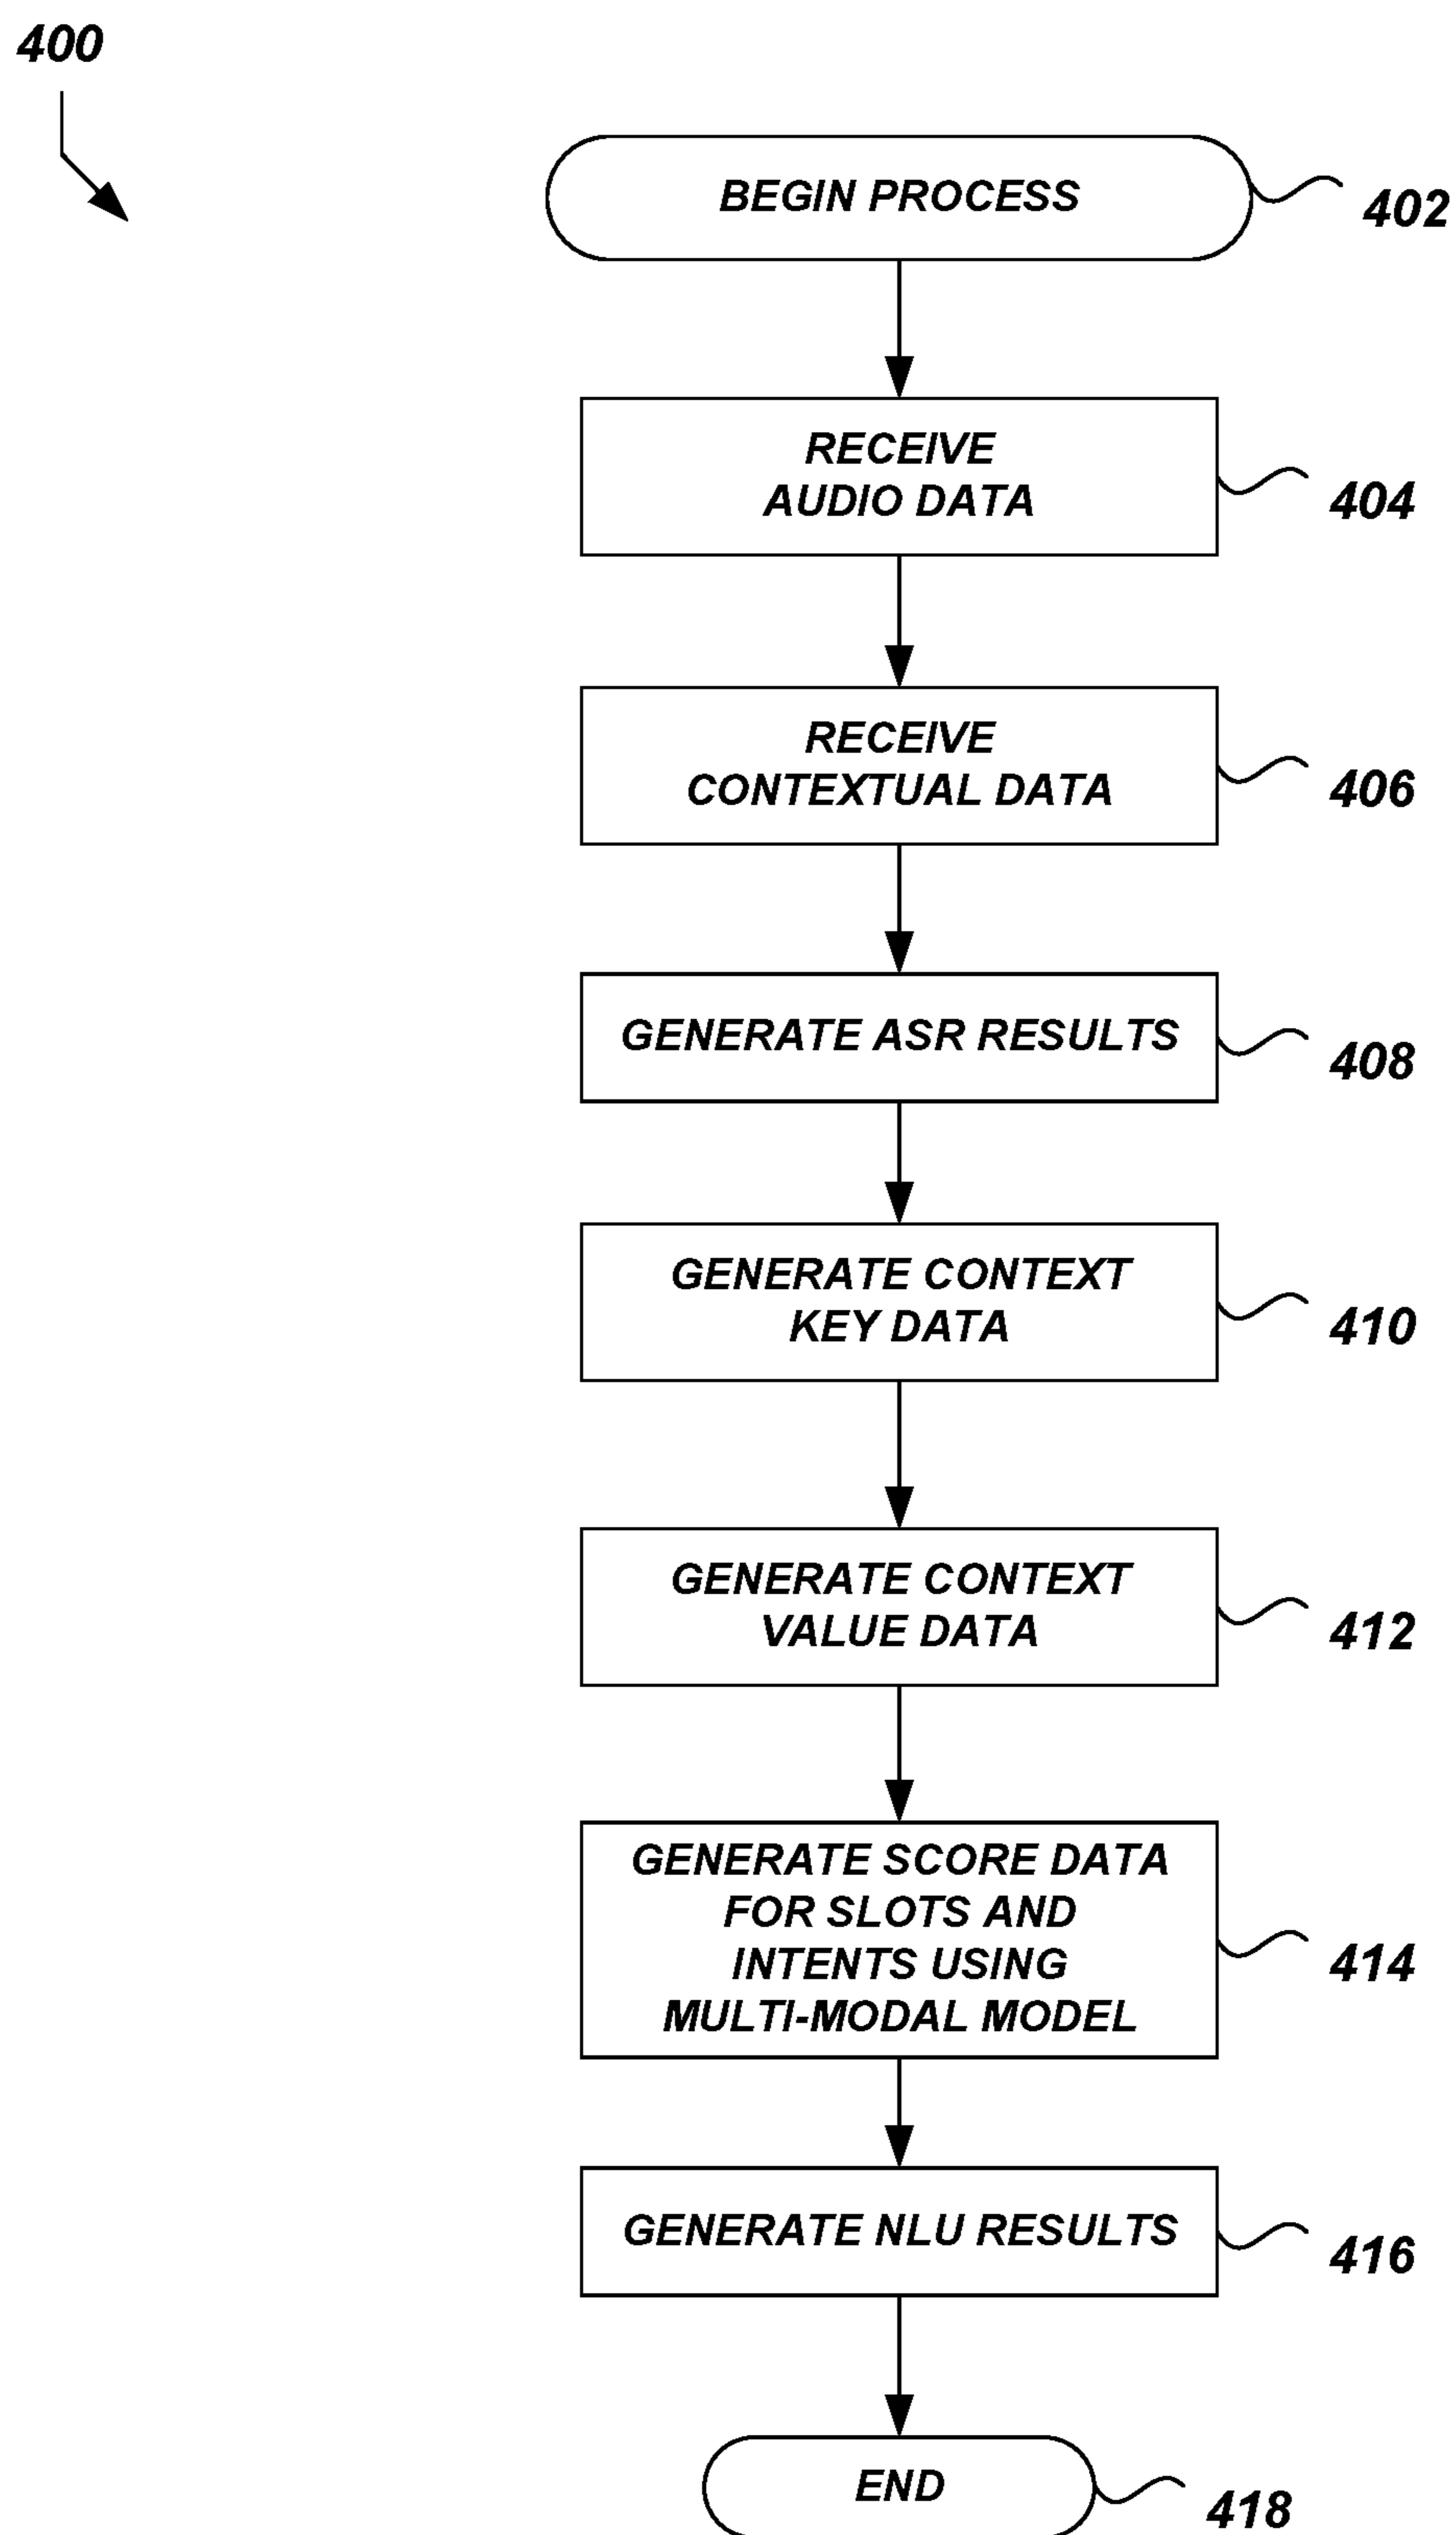 400
BEGIN PROCESS
402
RECEIVE
AUDIO DATA
404
RECEIVE
CONTEXTUAL DATA
406
GENERATE ASR RESULTS
408
GENERATE CONTEXT
KEY DATA
410
GENERATE CONTEXT
VALUE DATA
412
GENERATE SCORE DATA
FOR SLOTS AND
INTENTS USING
MULTI-MODAL MODEL
414
GENERATE NLU RESULTS
416
END
418